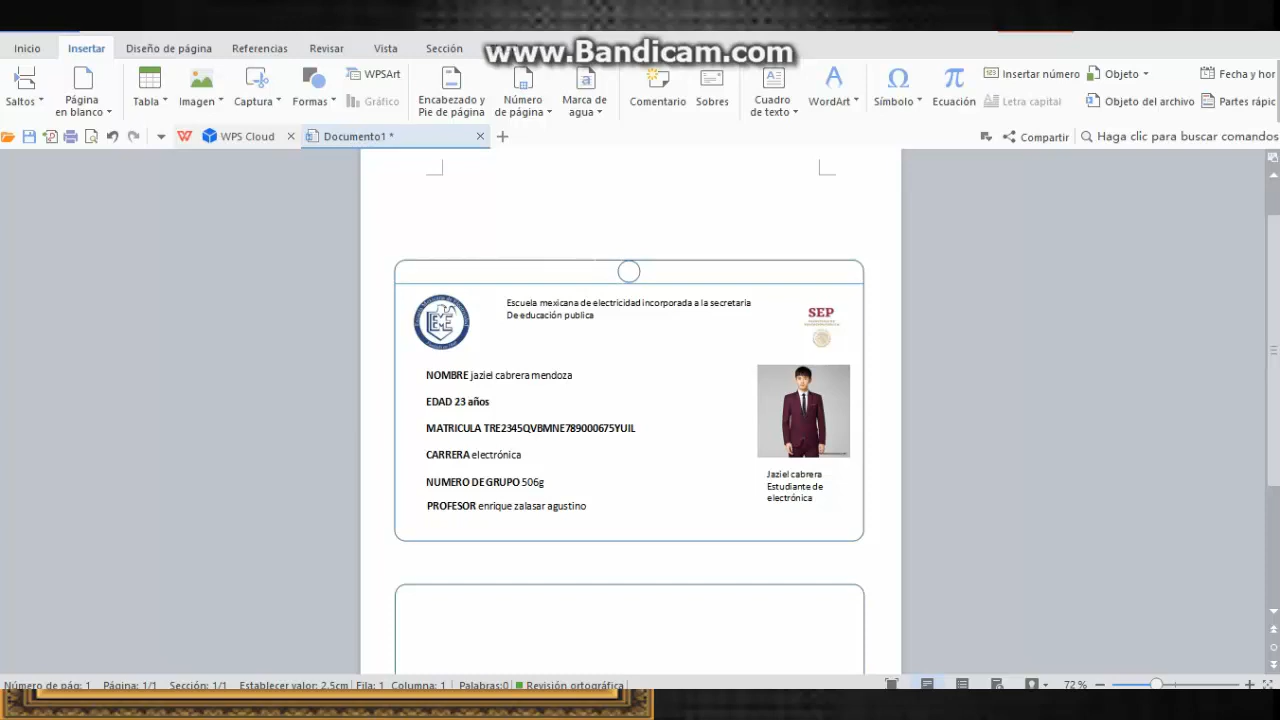 www.Bandicam.com
Inicio Insertar Diseño de página Referencias Revisar Vista Sección
Saltos
Página en blanco
Tabla
Imagen
Captura
Formas
WPSArt
Gráfico
Encabezado y Pie de página
Número de página
Marca de agua
Comentario
Sobres
Cuadro de texto
WordArt
Símbolo
Ecuación
Insertar número
Letra capital
Objeto
Objeto del archivo
Fecha y hor
Partes rápic
WPS Cloud Documento1 * Compartir Haga clic para buscar comandos
Escuela mexicana de electricidad incorporada a la secretaria
De educación publica
SEP
NOMBRE jaziel cabrera mendoza
EDAD 23 años
MATRICULA TRE2345QVBMNE789000675YUIL
CARRERA electrónica
NUMERO DE GRUPO 506g
PROFESOR enrique zalasar agustino
Jaziel cabrera
Estudiante de
electrónica
Número de pág: 1 Página: 1/1 Sección: 1/1 Establecer valor: 2.5cm Fila: 1 Columna: 1 Palabras:0 Revisión ortográfica 72 %